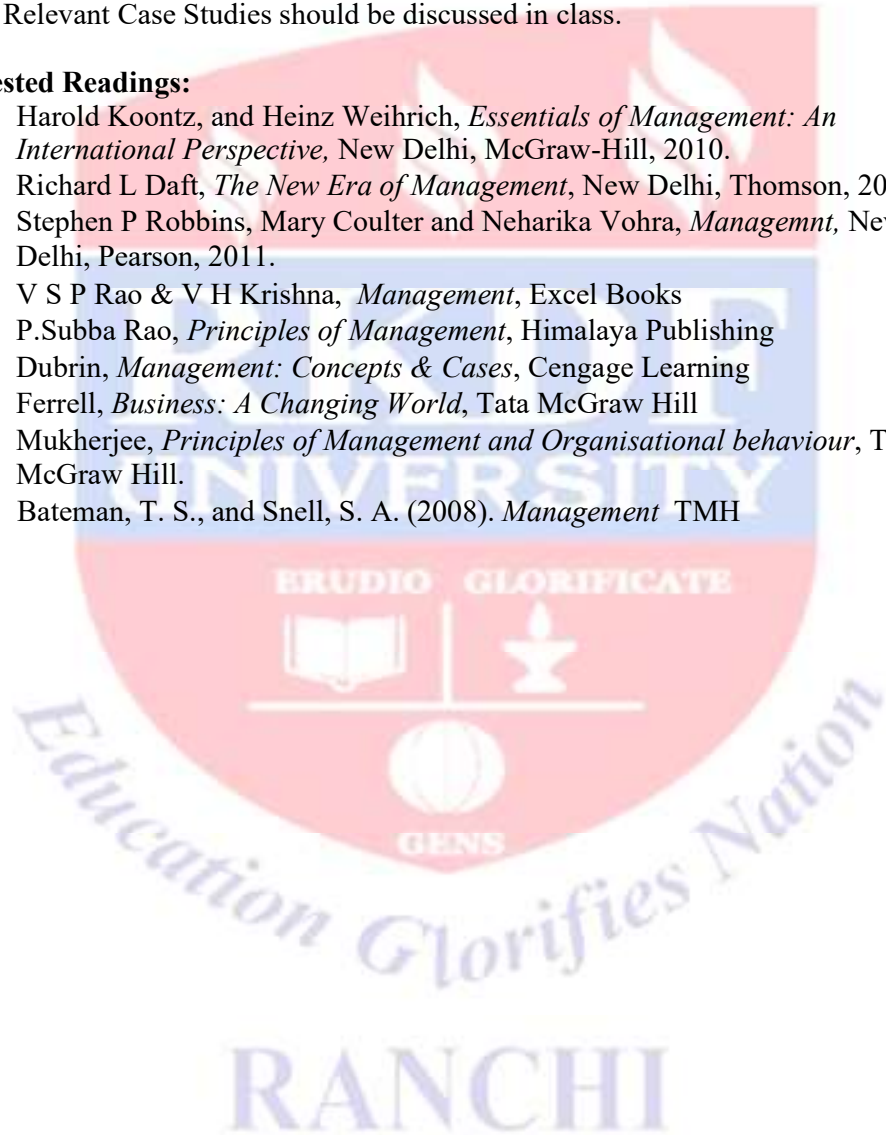 Relevant Case Studies should be discussed in class.
ested Readings:
Harold Koontz, and Heinz Weihrich, Essentials of Management: An
International Perspective, New Delhi, McGraw-Hill, 2010.
Richard L Daft, The New Era of Management, New Delhi, Thomson, 20
Stephen P Robbins, Mary Coulter and Neharika Vohra, Managemnt, Nev
Delhi, Pearson, 2011.
V S P Rao & V H Krishna, Management, Excel Books
P.Subba Rao, Principles of Management, Himalaya Publishing
Dubrin, Management: Concepts & Cases, Cengage Learning
Ferrell, Business: A Changing World, Tata McGraw Hill
Mukherjee, Principles of Management and Organisational behaviour, T
McGraw Hill.
Bateman, T. S., and Snell, S. A. (2008). Management TMH
RKDF
UNIVERSITY
ERUDIO GLORIFICATE
GENS
Education Glorifies Nation
RANCHI